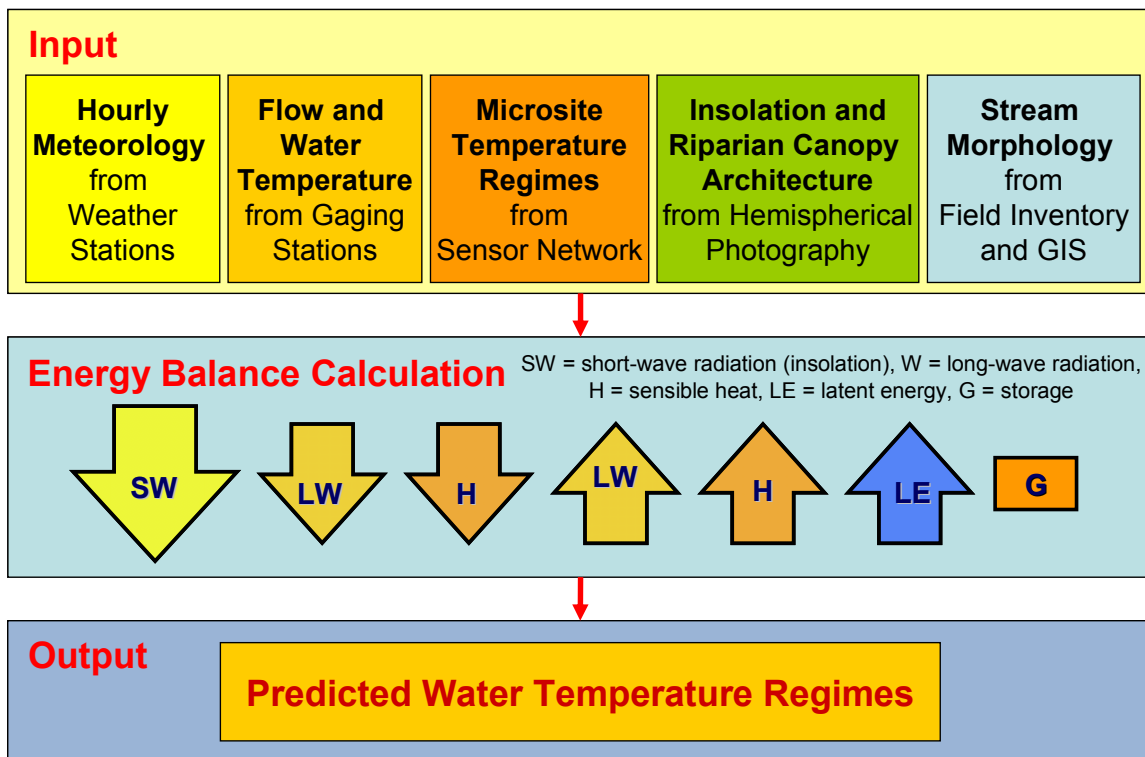 Input
Hourly
Meteorology
from
Weather
Stations
Flow and
Water
Temperature
from Gaging
Stations
Microsite
Temperature
Regimes
from
Sensor Network
Insolation and
Riparian Canopy
Architecture
from Hemispherical
Photography
Stream
Morphology
from
Field Inventory
and GIS
Energy Balance Calculation
SW = short-wave radiation (insolation), W = long-wave radiation,
H = sensible heat, LE = latent energy, G = storage
SW
LW
H
LW
H
LE
G
Output
Predicted Water Temperature Regimes